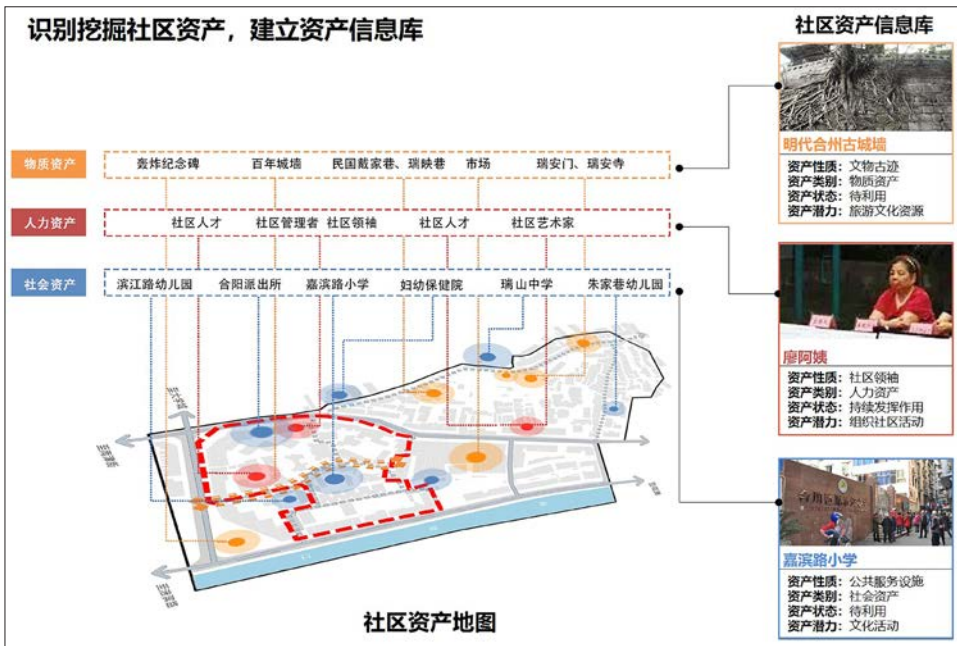 识别挖掘社区资产，建立资产信息库
社区资产信息库
物质资产
轰炸纪念碑
百年城墙
民国戴家巷、瑞映巷
市场
瑞安门、瑞安寺
人力资产
社区人才
社区管理者
社区领袖
社区人才
社区艺术家
社会资产
滨江路幼儿园
合阳派出所
嘉滨路小学
妇幼保健院
瑞山中学
朱家巷幼儿园
明代合州古城墙
资产性质：文物古迹
资产类别：物质资产
资产状态：待利用
资产潜力：旅游文化资源
廖阿姨
资产性质：社区领袖
资产类别：人力资产
资产状态：持续发挥作用
资产潜力：组织社区活动
嘉滨路小学
资产性质：公共服务设施
资产类别：社会资产
资产状态：待利用
资产潜力：文化活动
社区资产地图